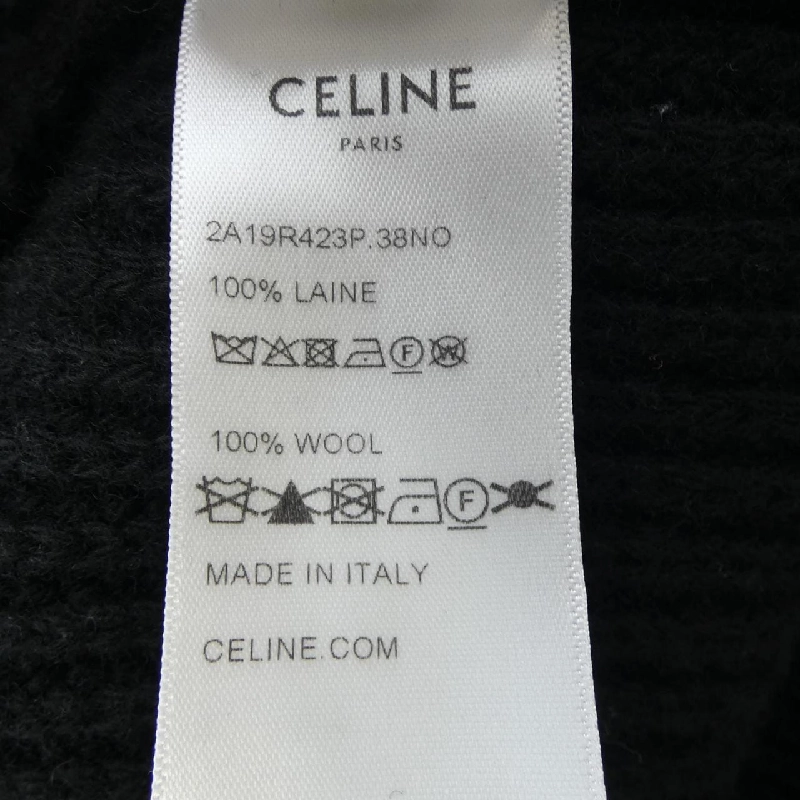 CELINE
PARIS
2A19R423P.38NO
100% LAINE
F W
100% WOOL
F
MADE IN ITALY
CELINE.COM